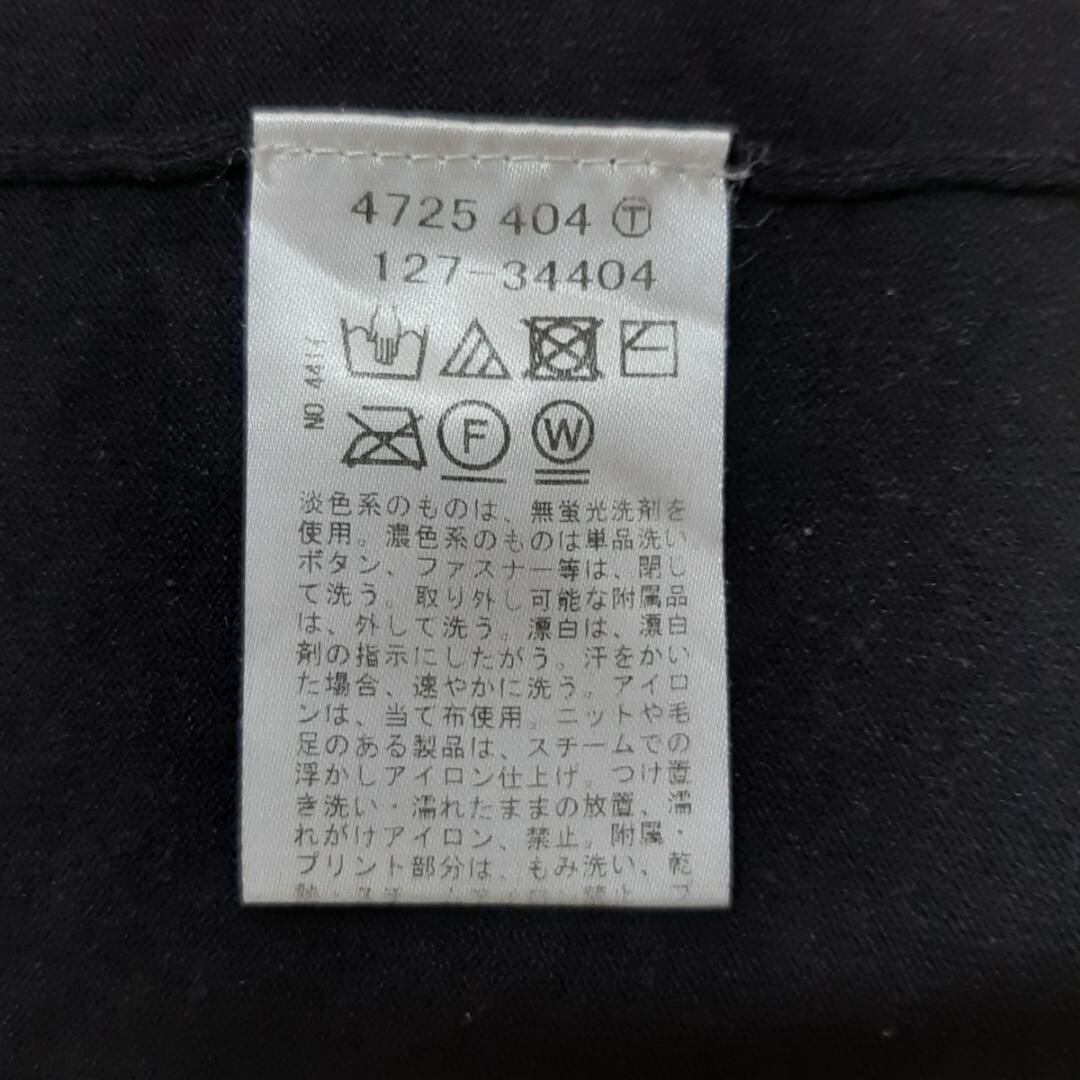 4725 404 Ⓣ
127-34404
NO 441
F
W
淡色系のものは、無蛍光洗剤を
使用。濃色系のものは単品洗い
ボタン、ファスナー等は、閉し
て洗う。取り外し可能な附属品
は、外して洗う。漂白は、漂白
剤の指示にしたがう。汗をかい
た場合、速やかに洗う。アイロ
ンは、当て布使用。ニットや毛
足のある製品は、スチームでの
浮かしアイロン仕上げ。つけ置
き洗い・濡れたままの放置、濡
れがけアイロン、禁止。附属・
プリント部分は、もみ洗い、乾